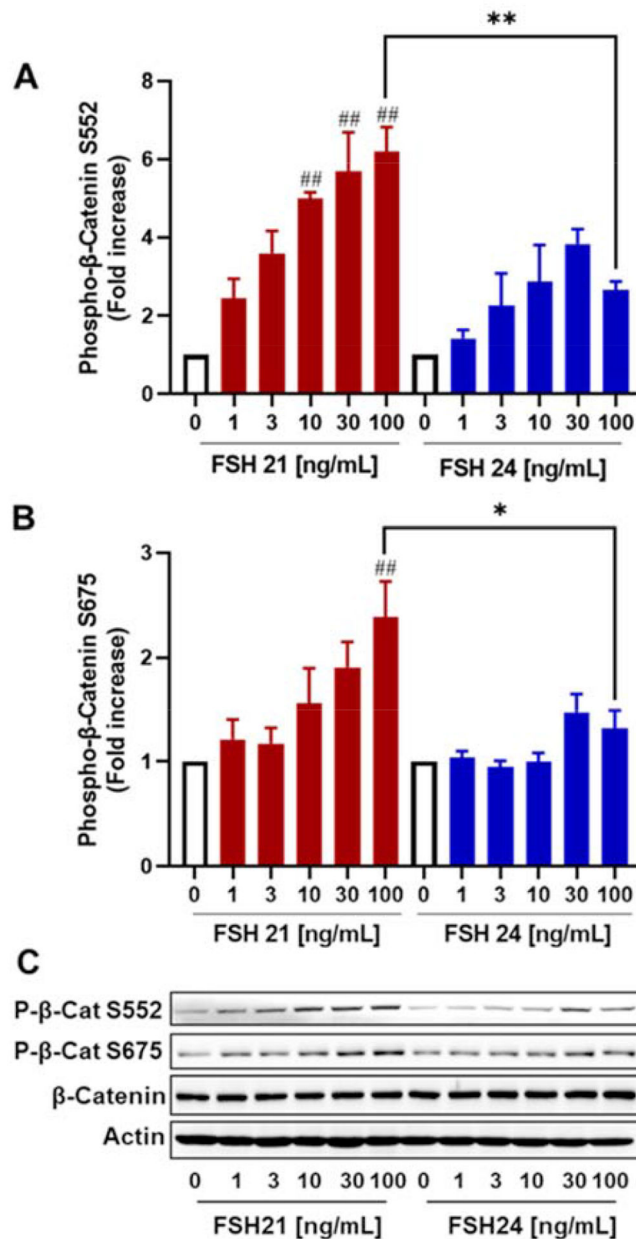 A
**
Phospho-β-Catenin S552
(Fold increase)
8
6
4
2
0
##
##
##
0 1 3 10 30 100 0 1 3 10 30 100
FSH 21 [ng/mL] FSH 24 [ng/mL]
B
*
Phospho-β-Catenin S675
(Fold increase)
3
2
1
0
##
0 1 3 10 30 100 0 1 3 10 30 100
FSH 21 [ng/mL] FSH 24 [ng/mL]
C
P-β-Cat S552
P-β-Cat S675
β-Catenin
Actin
0 1 3 10 30 100 0 1 3 10 30 100
FSH21 [ng/mL] FSH24 [ng/mL]